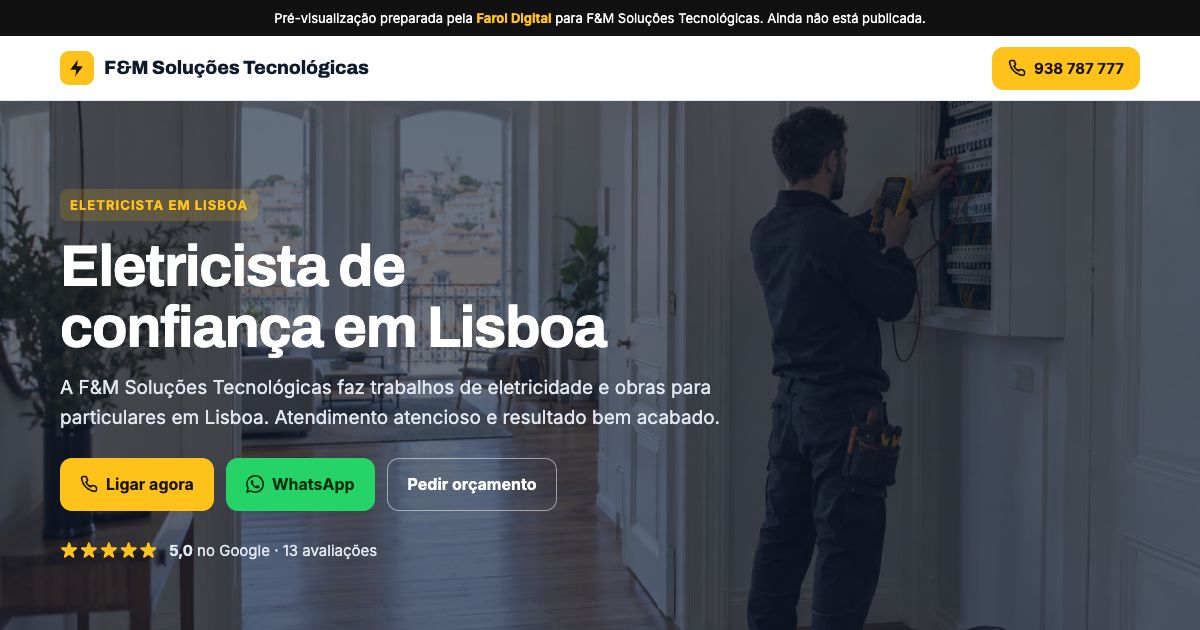 Pré-visualização preparada pela Farol Digital para F&M Soluções Tecnológicas. Ainda não está publicada.
F&M Soluções Tecnológicas
938 787 777
ELETRICISTA EM LISBOA
Eletricista de
confiança em Lisboa
A F&M Soluções Tecnológicas faz trabalhos de eletricidade e obras para
particulares em Lisboa. Atendimento atencioso e resultado bem acabado.
Ligar agora
WhatsApp
Pedir orçamento
5,0 no Google · 13 avaliações